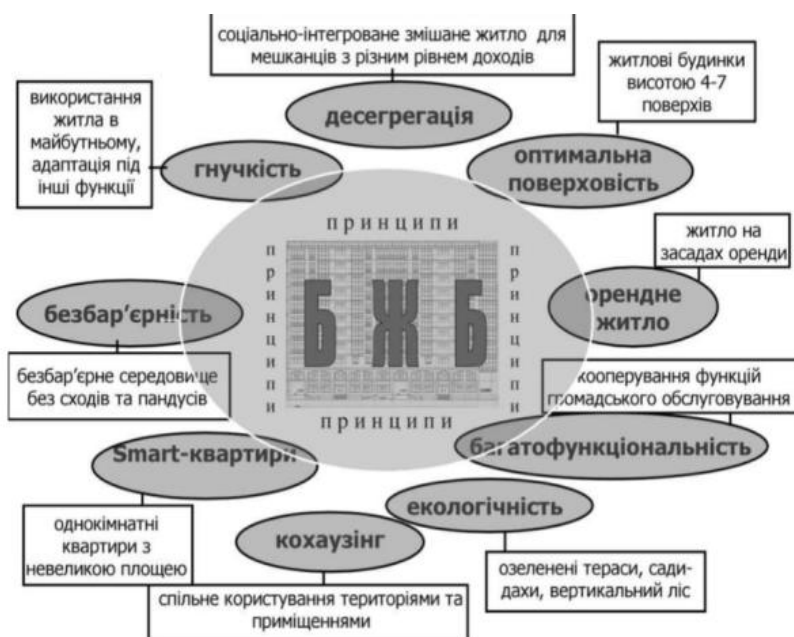 соціально-інтегроване змішане житло для
мешканців з різним рівнем доходів
десегрегація
житлові будинки
висотою 4-7
поверхів
оптимальна
поверховість
використання
житла в
майбутньому,
адаптація під
інші функції
гнучкість
принципи
принципи
БЖБ
принципи
принципи
житло на
засадах оренди
орендне
житло
безбар’єрність
безбар’єрне середовище
без сходів та пандусів
кооперування функцій
громадського обслуговування
багатофункціональність
Smart-квартири
однокімнатні
квартири з
невеликою площею
екологічність
озеленені тераси, сади-
дахи, вертикальний ліс
кохаузінг
спільне користування територіями та
приміщеннями